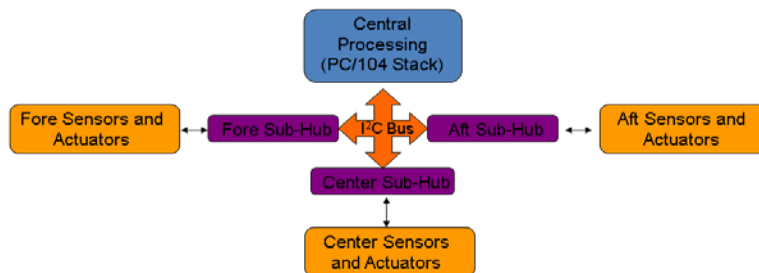 Central
Processing
(PC/104 Stack)
Fore Sensors and
Actuators
Fore Sub-Hub
I²C Bus
Aft Sub-Hub
Aft Sensors and
Actuators
Center Sub-Hub
Center Sensors
and Actuators